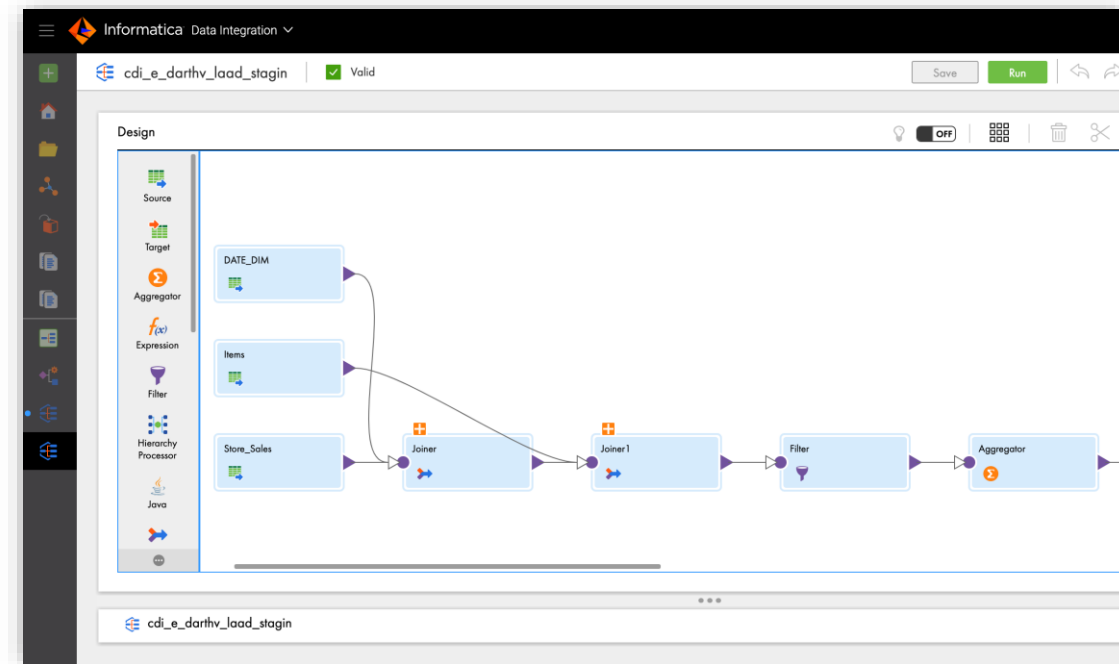 Informatica Data Integration
cdi_e_darthv_laad_stagin
Valid
Save
Run
Design
OFF
Source
Target
Aggregator
f(x)
Expression
Filter
Hierarchy
Processor
Java
DATE_DIM
Items
Store_Sales
Joiner
Joiner1
Filter
Aggregator
Σ
Σ
cdi_e_darthv_laad_stagin